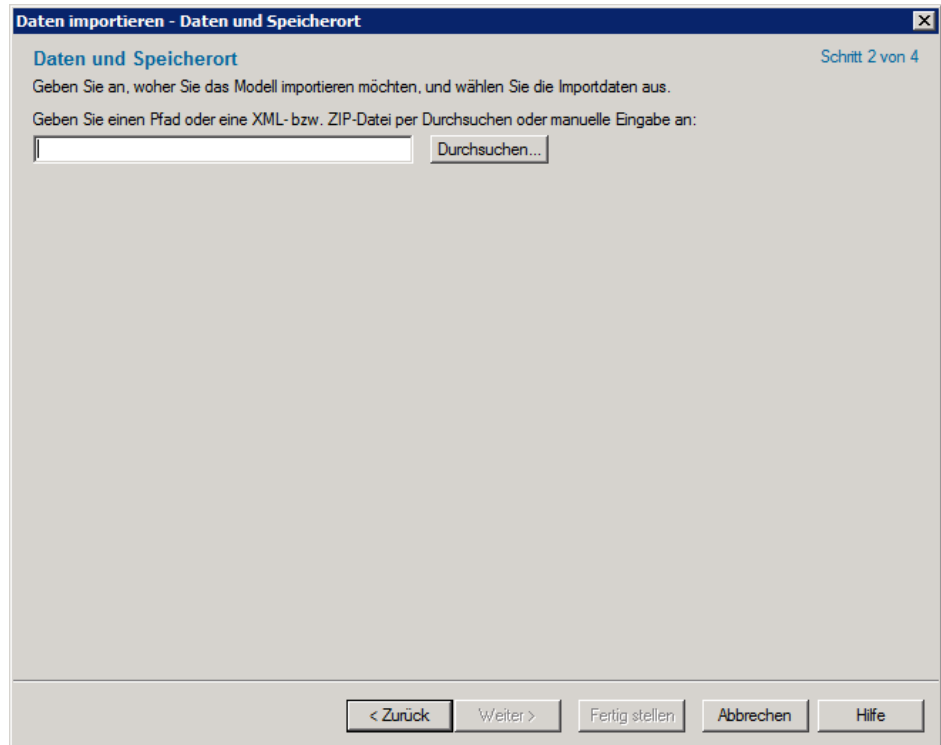 Daten importieren - Daten und Speicherort
Daten und Speicherort
Schritt 2 von 4
Geben Sie an, woher Sie das Modell importieren möchten, und wählen Sie die Importdaten aus.
Geben Sie einen Pfad oder eine XML- bzw. ZIP-Datei per Durchsuchen oder manuelle Eingabe an:
Durchsuchen...
< Zurück
Weiter >
Fertig stellen
Abbrechen
Hilfe